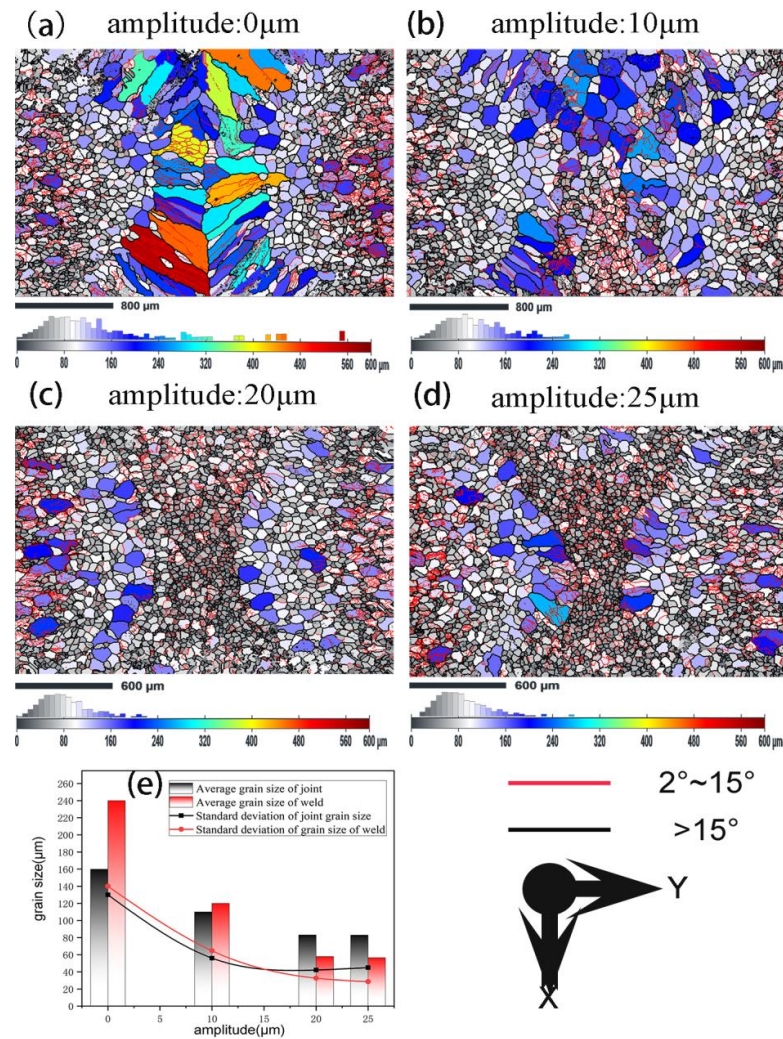 (a) amplitude:0μm
(b) amplitude:10μm
800 μm
800 μm
0 80 160 240 320 400 480 560 600 μm
0 80 160 240 320 400 480 560 600 μm
(c) amplitude:20μm
(d) amplitude:25μm
600 μm
600 μm
0 80 160 240 320 400 480 560 600 μm
0 80 160 240 320 400 480 560 600 μm
(e)
Average grain size of joint
Average grain size of weld
Standard deviation of joint grain size
Standard deviation of grain size of weld
grain size(μm)
260
240
220
200
180
160
140
120
100
80
60
40
20
0
0 5 10 15 20 25
amplitude(μm)
2°~15°
>15°
Y
X